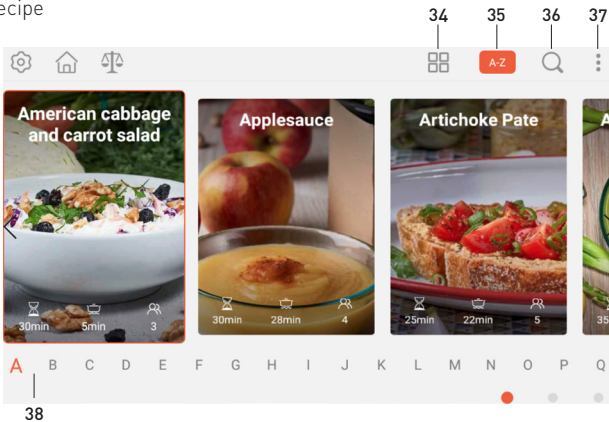 ecipe
34 35 36 37
A-Z
American cabbage
and carrot salad
Applesauce
Artichoke Pate
A
30min 5min 3
30min 28min 4
25min 22min 5
35
A B C D E F G H I J K L M N O P Q
38